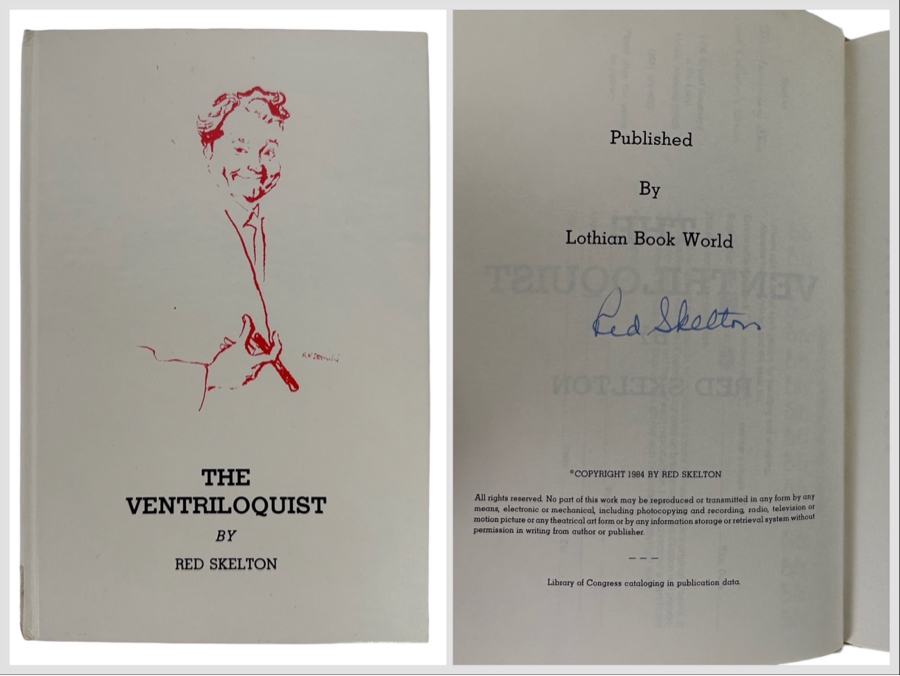 THE
VENTRILOQUIST
BY
RED SKELTON
Published
By
Lothian Book World
Red Skelton
©COPYRIGHT 1984 BY RED SKELTON
All rights reserved. No part of this work may be reproduced or transmitted in any form by any
means, electronic or mechanical, including photocopying and recording, radio, television or
motion picture or any theatrical art form or by any information storage or retrieval system without
permission in writing from author or publisher.
– – –
Library of Congress cataloging in publication data.